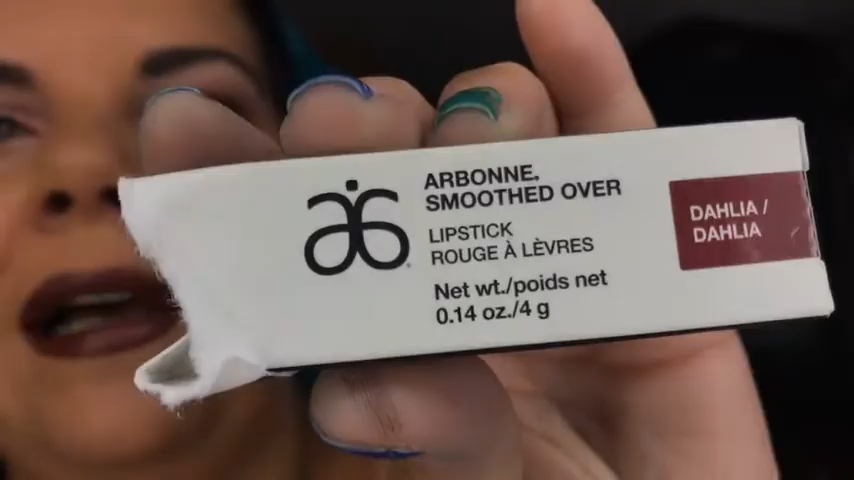 ARBONNE.
SMOOTHED OVER
LIPSTICK
ROUGE À LÈVRES
Net wt./poids net
0.14 oz./4 g
DAHLIA /
DAHLIA